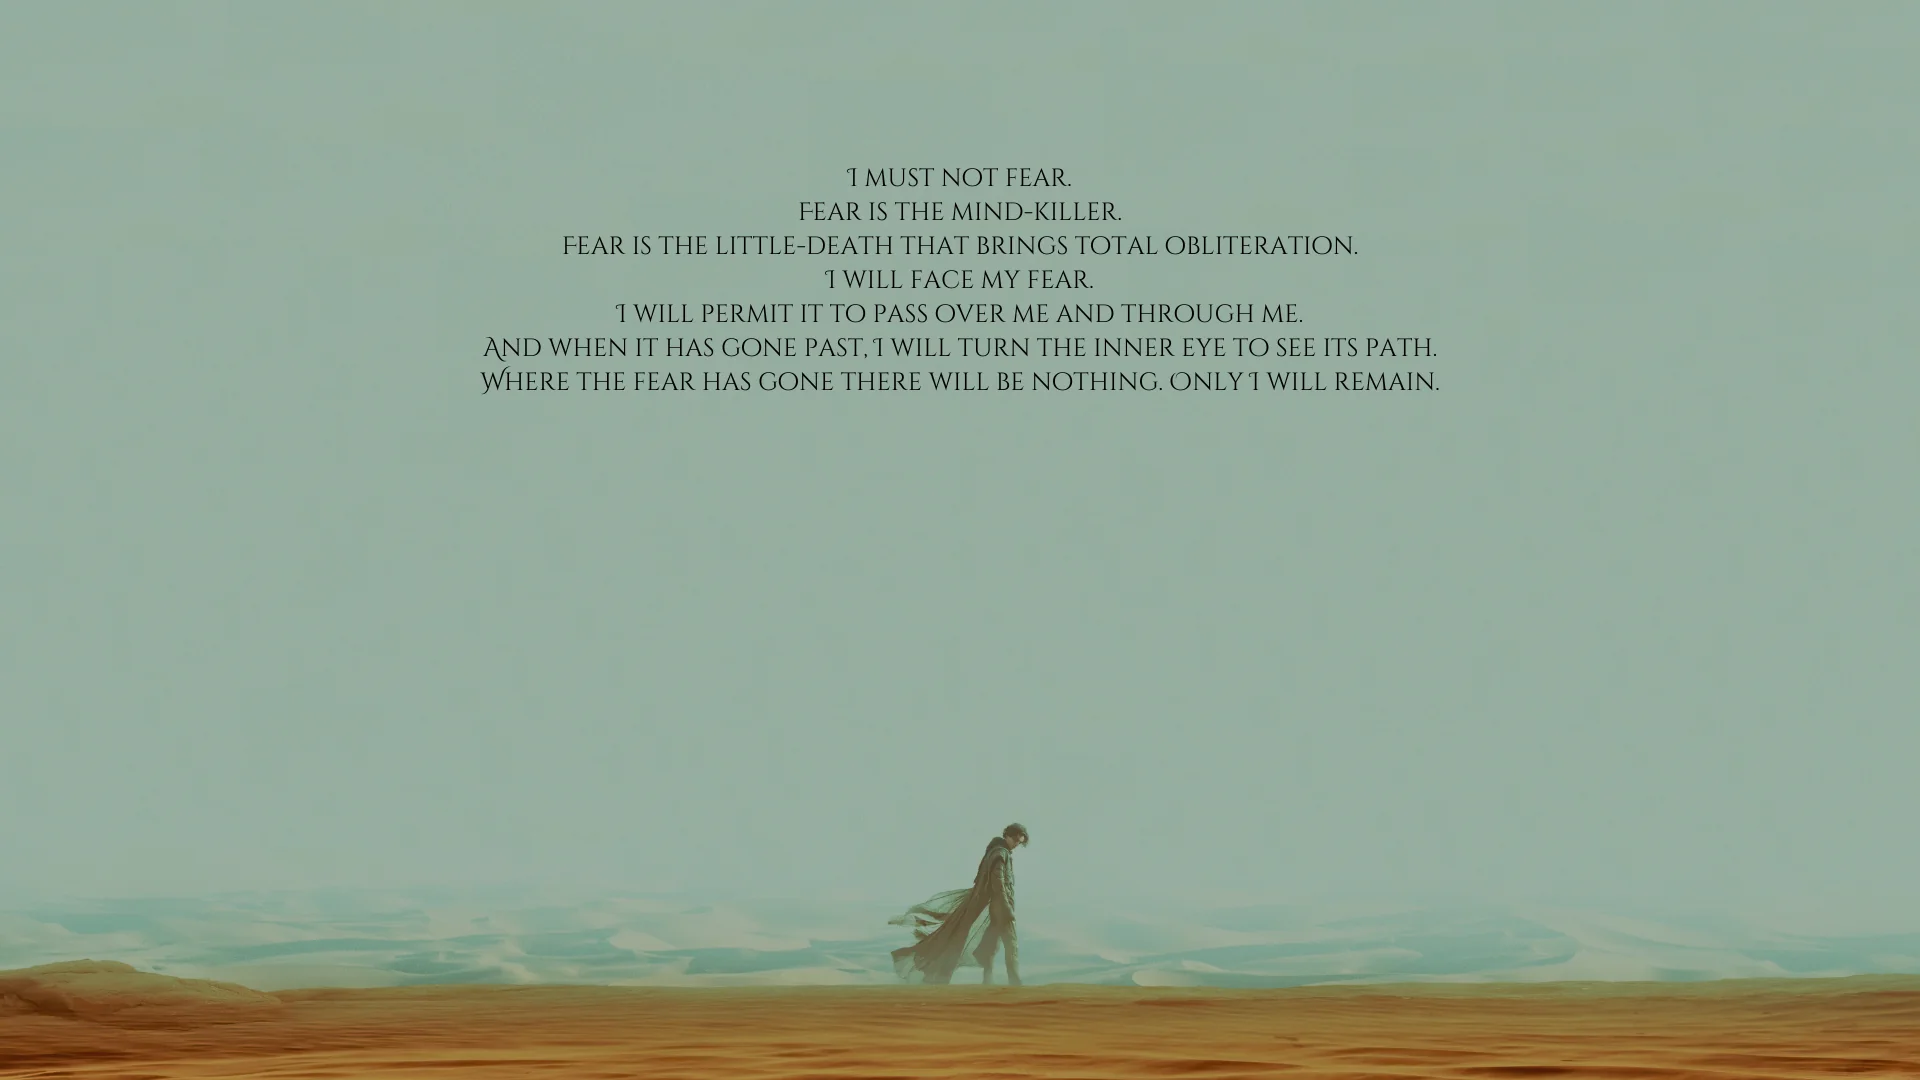 I must not fear.
Fear is the mind-killer.
Fear is the little-death that brings total obliteration.
I will face my fear.
I will permit it to pass over me and through me.
And when it has gone past, I will turn the inner eye to see its path.
Where the fear has gone there will be nothing. Only I will remain.